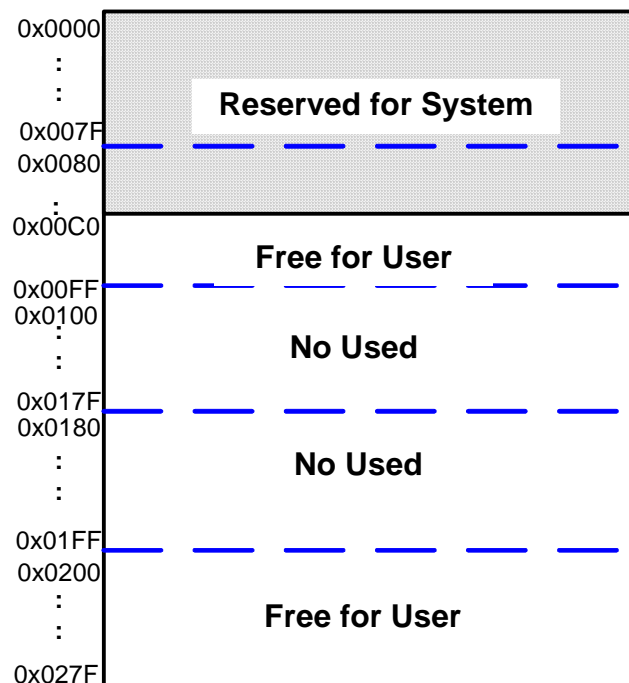 0x0000
:
:
Reserved for System
0x007F
0x0080
:
0x00C0
Free for User
0x00FF
0x0100
:
:
No Used
0x017F
0x0180
:
:
No Used
0x01FF
0x0200
:
:
Free for User
0x027F